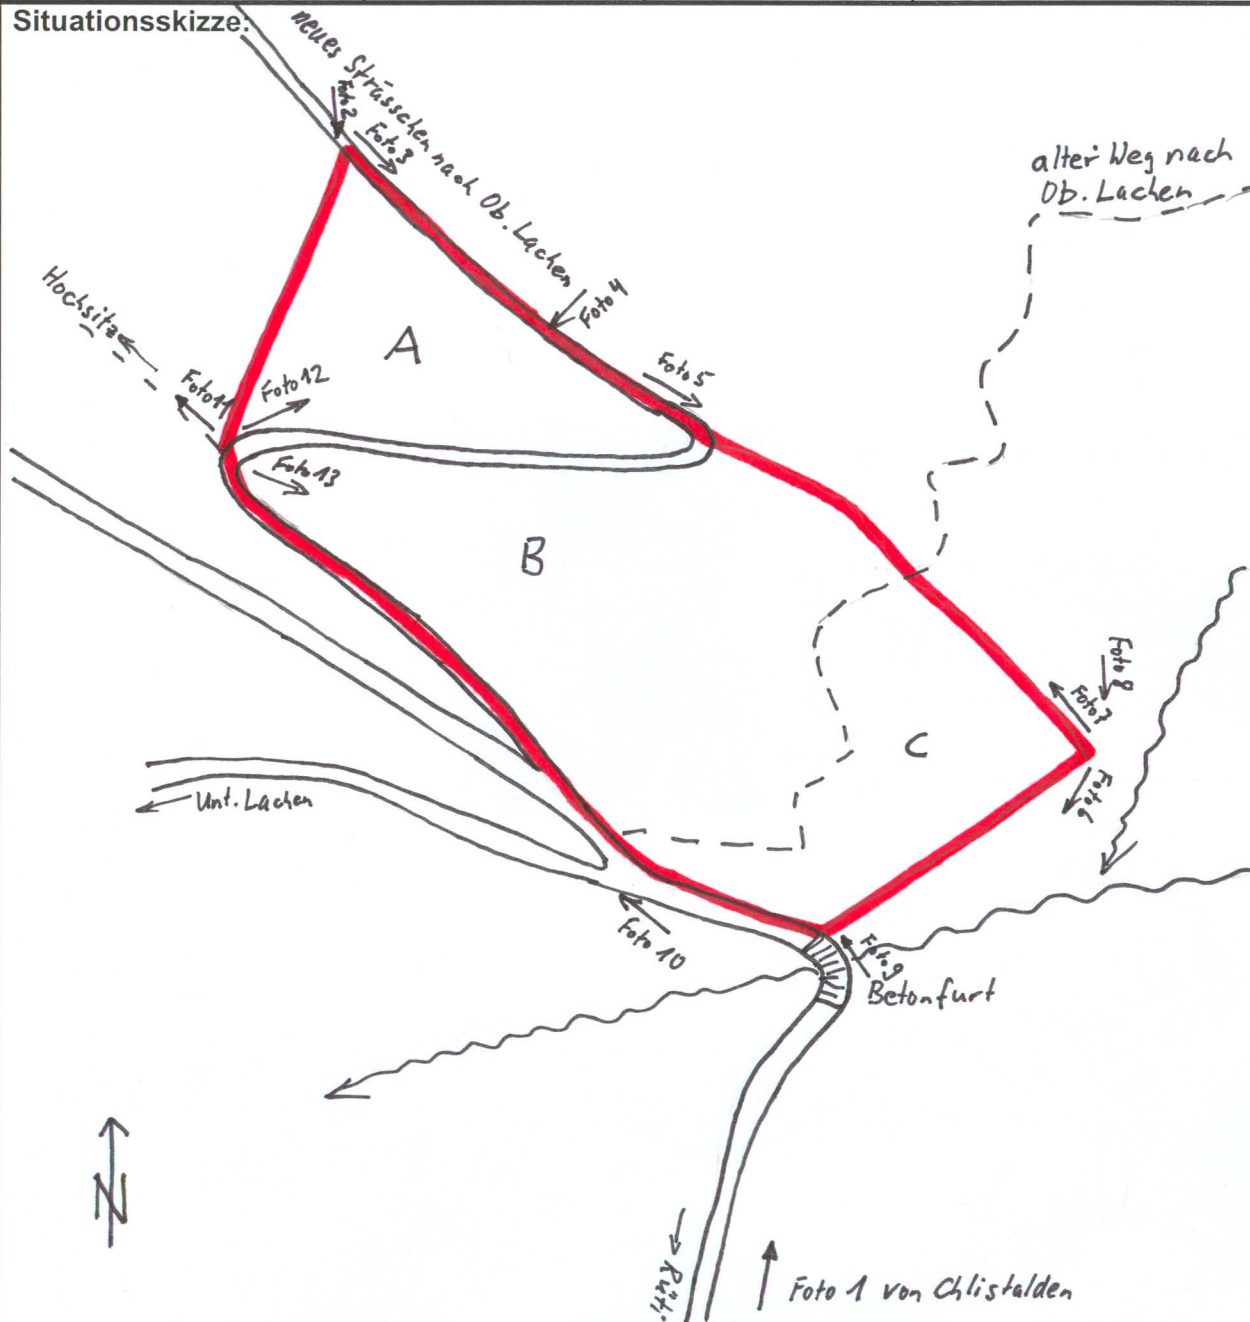 Situationsskizze:
neues Strässchen nach Ob. Lachen
Foto 2
Foto 3
alter Weg nach
Ob. Lachen
Foto 4
Hochsitz
Foto 5
Foto 11
Foto 12
A
Foto 13
B
Foto 8
Foto 7
C
Foto 6
Unt. Lachen
Foto 10
Foto 9
Betonfurt
N
Rüti
Foto 1 von Chlistalden